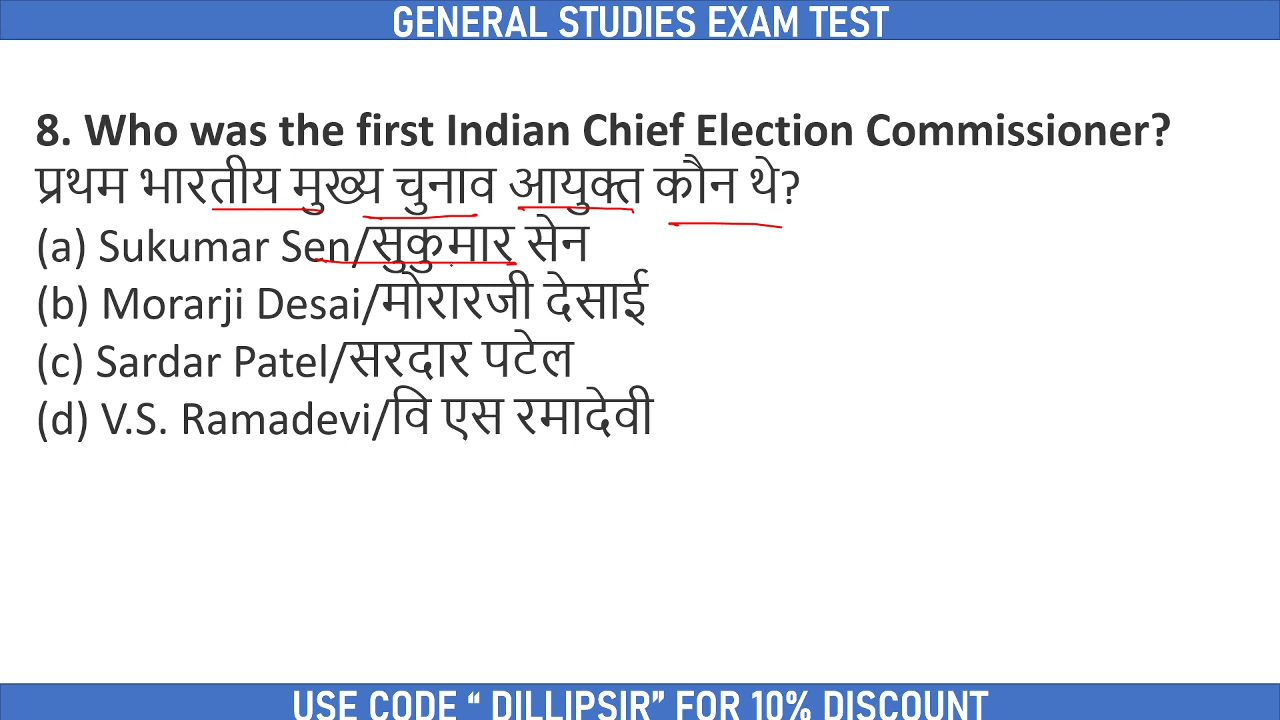 GENERAL STUDIES EXAM TEST
8. Who was the first Indian Chief Election Commissioner?
प्रथम भारतीय मुख्य चुनाव आयुक्त कौन थे?
(a) Sukumar Sen/सुकुमार सेन
(b) Morarji Desai/मोरारजी देसाई
(c) Sardar Patel/सरदार पटेल
(d) V.S. Ramadevi/वि एस रमादेवी
USE CODE “ DILLIPSIR” FOR 10% DISCOUNT